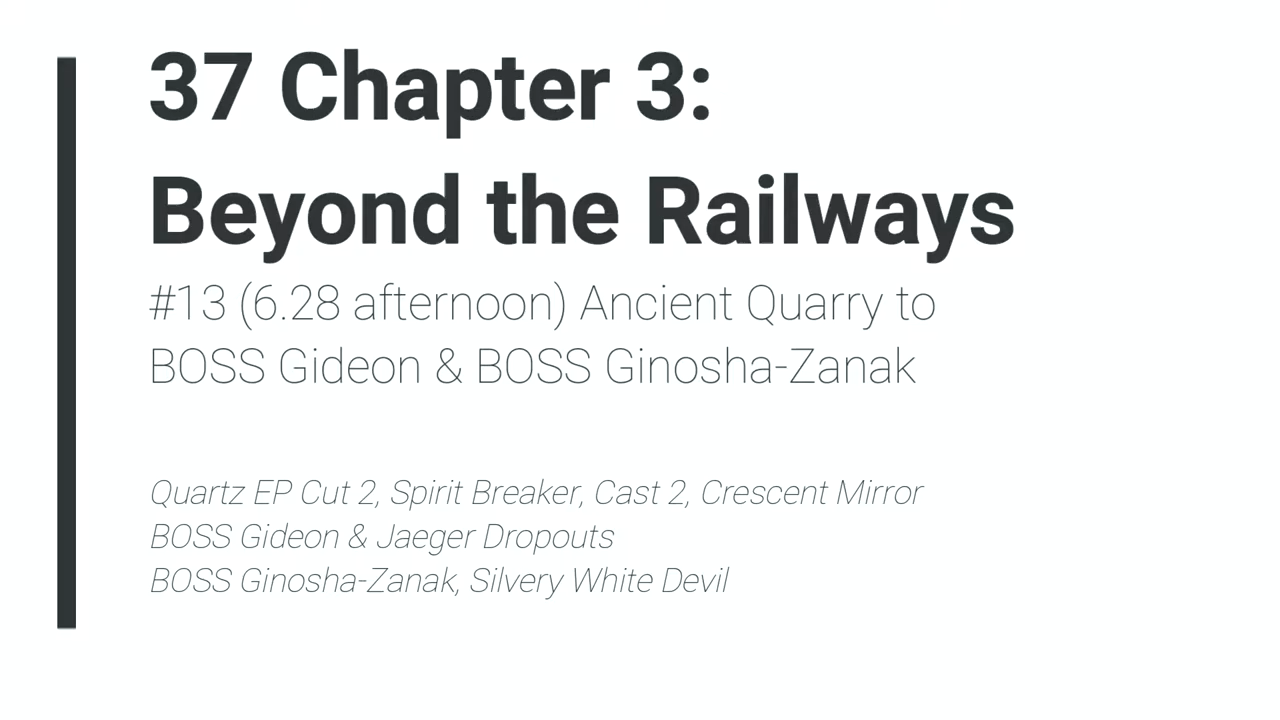 37 Chapter 3:
Beyond the Railways
#13 (6.28 afternoon) Ancient Quarry to
BOSS Gideon & BOSS Ginosha-Zanak
Quartz EP Cut 2, Spirit Breaker, Cast 2, Crescent Mirror
BOSS Gideon & Jaeger Dropouts
BOSS Ginosha-Zanak, Silvery White Devil